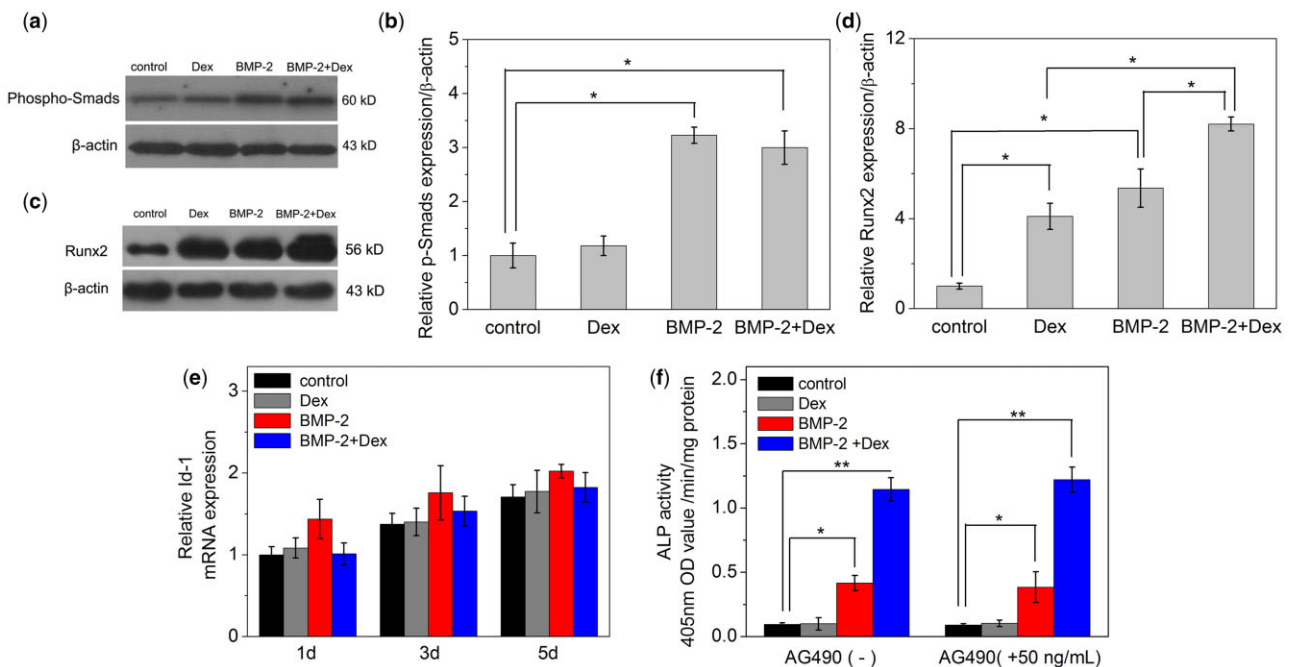 (a)
control Dex BMP-2 BMP-2+Dex
Phospho-Smads 60 kD
β-actin 43 kD
(b)
Relative p-Smads expression/β-actin
5
4
3
2
1
0
* *
control Dex BMP-2 BMP-2+Dex
(c)
control Dex BMP-2 BMP-2+Dex
Runx2 56 kD
β-actin 43 kD
(d)
Relative Runx2 expression/β-actin
12
8
4
0
* * * *
control Dex BMP-2 BMP-2+Dex
(e)
Relative Id-1
mRNA expression
3
2
1
0
control
Dex
BMP-2
BMP-2+Dex
1d 3d 5d
(f)
ALP activity
405nm OD value /min/mg protein
2.0
1.5
1.0
0.5
0.0
control
Dex
BMP-2
BMP-2 +Dex
** * ** *
AG490 ( - ) AG490( +50 ng/mL)